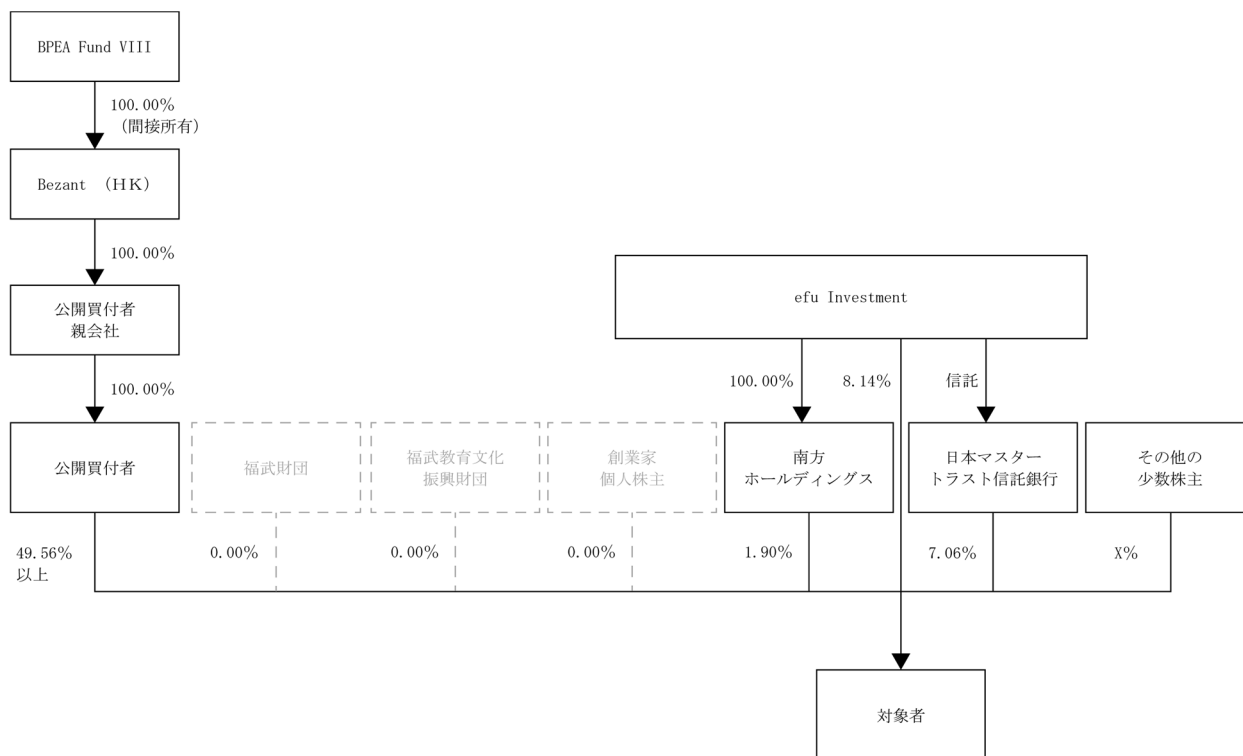 BPEA Fund VIII
100.00%
（間接所有）
Bezant （ＨＫ）
100.00%
公開買付者
親会社
efu Investment
100.00%
100.00%
8.14%
信託
公開買付者
福武財団
福武教育文化
振興財団
創業家
個人株主
南方
ホールディングス
日本マスター
トラスト信託銀行
その他の
少数株主
49.56%
以上
0.00%
0.00%
0.00%
1.90%
7.06%
X%
対象者